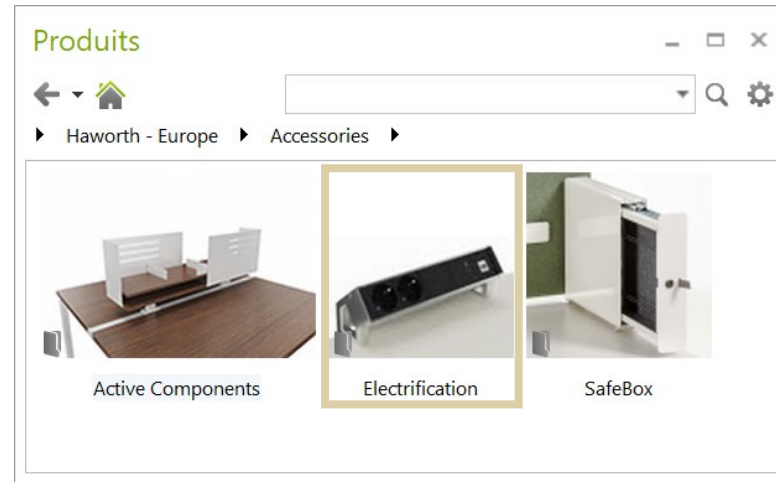 Produits
Haworth - Europe Accessories
Active Components Electrification SafeBox